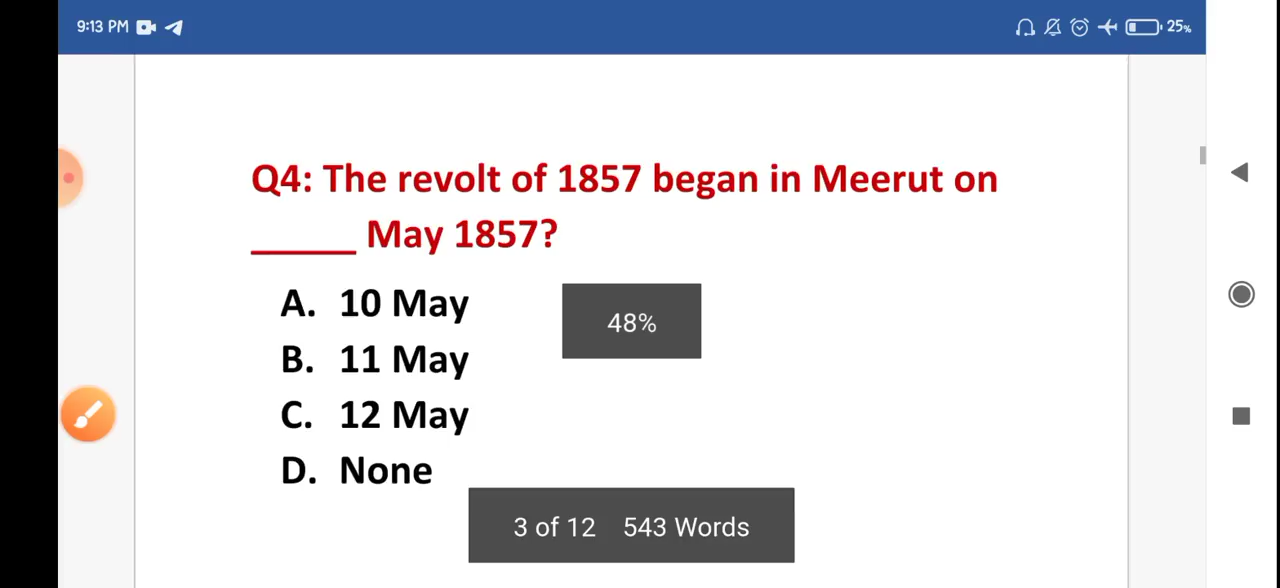 9:13 PM 25%
Q4: The revolt of 1857 began in Meerut on
_____ May 1857?
A. 10 May
48%
B. 11 May
C. 12 May
D. None
3 of 12 543 Words